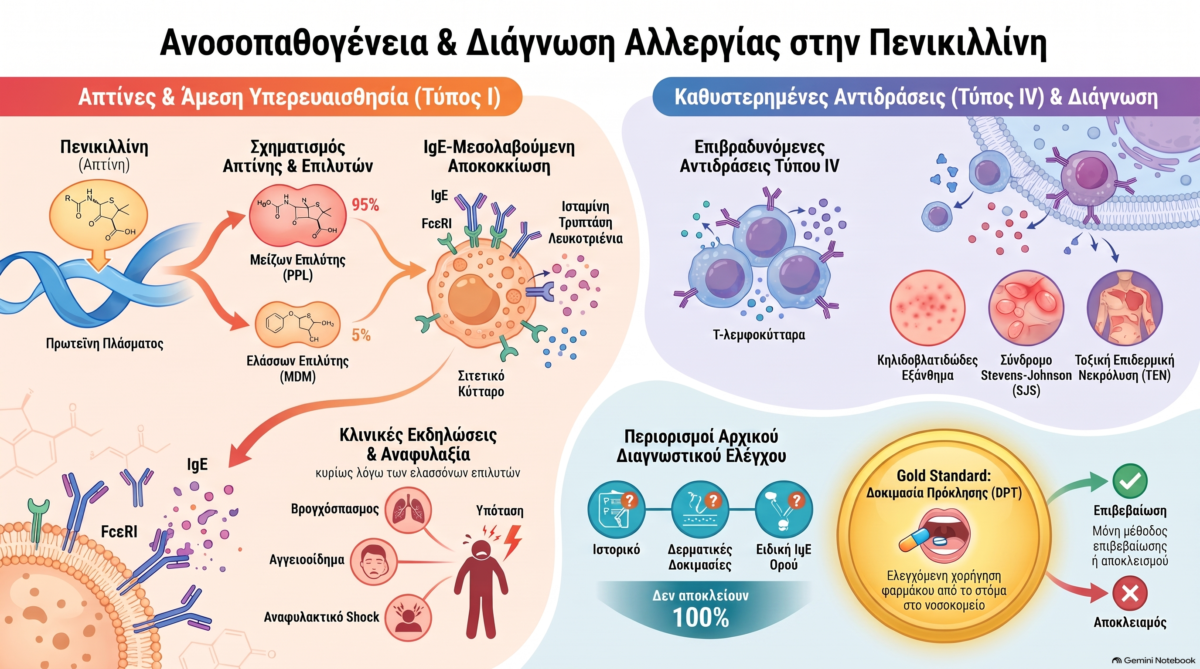 Ανοσοπαθογένεια & Διάγνωση Αλλεργίας στην Πενικιλλίνη
Απτίνες & Άμεση Υπερευαισθησία (Τύπος Ι)
Πενικιλλίνη
(Απτίνη)
R
O
H
N
S
O
OH
Πρωτεΐνη Πλάσματος
Σχηματισμός
Απτίνης & Επιλυτών
95%
Μείζων Επιλύτης
(PPL)
5%
Ελάσσων Επιλύτης
(MDM)
IgE-Μεσολαβούμενη
Αποκοκκίωση
IgE
FcεRI
Ισταμίνη
Τρυπτάση
Λευκοτριένια
Σιτετικό
Κύτταρο
IgE
FcεRI
Κλινικές Εκδηλώσεις
& Αναφυλαξία
κυρίως λόγω των ελασσόνων επιλυτών
Βρογχόσπασμος
Υπόταση
Αγγειοοίδημα
Αναφυλακτικό Shock
Καθυστερημένες Αντιδράσεις (Τύπος IV) & Διάγνωση
Επιβραδυνόμενες
Αντιδράσεις Τύπου IV
Τ-λεμφοκύτταρα
Κηλιδοβλατιδώδες
Εξάνθημα
Σύνδρομο
Stevens-Johnson
(SJS)
Τοξική Επιδερμική
Νεκρόλυση (TEN)
Περιορισμοί Αρχικού
Διαγνωστικού Ελέγχου
?
?
?
Ιστορικό
Δερματικές
Δοκιμασίες
Ειδική IgE
Ορού
Δεν αποκλείουν
100%
Gold Standard:
Δοκιμασία Πρόκλησης (DPT)
Ελεγχόμενη χορήγηση
φαρμάκου από το στόμα
στο νοσοκομείο
Επιβεβαίωση
Μόνη μέθοδος
επιβεβαίωσης
ή αποκλεισμού
Αποκλειαμός
Gemini Notebook